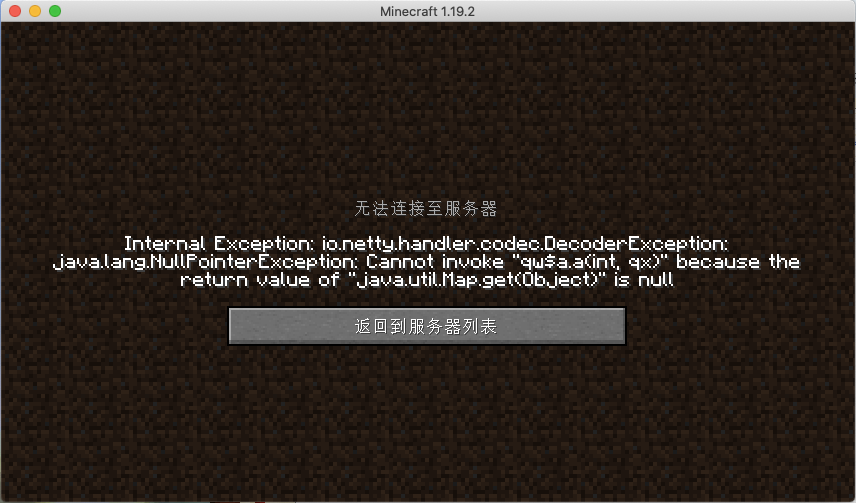 Minecraft 1.19.2
无法连接至服务器
Internal Exception: io.netty.handler.codec.DecoderException:
java.lang.NullPointerException: Cannot invoke "qw$a.a(int, qx)" because the
return value of "java.util.Map.get(Object)" is null
返回到服务器列表